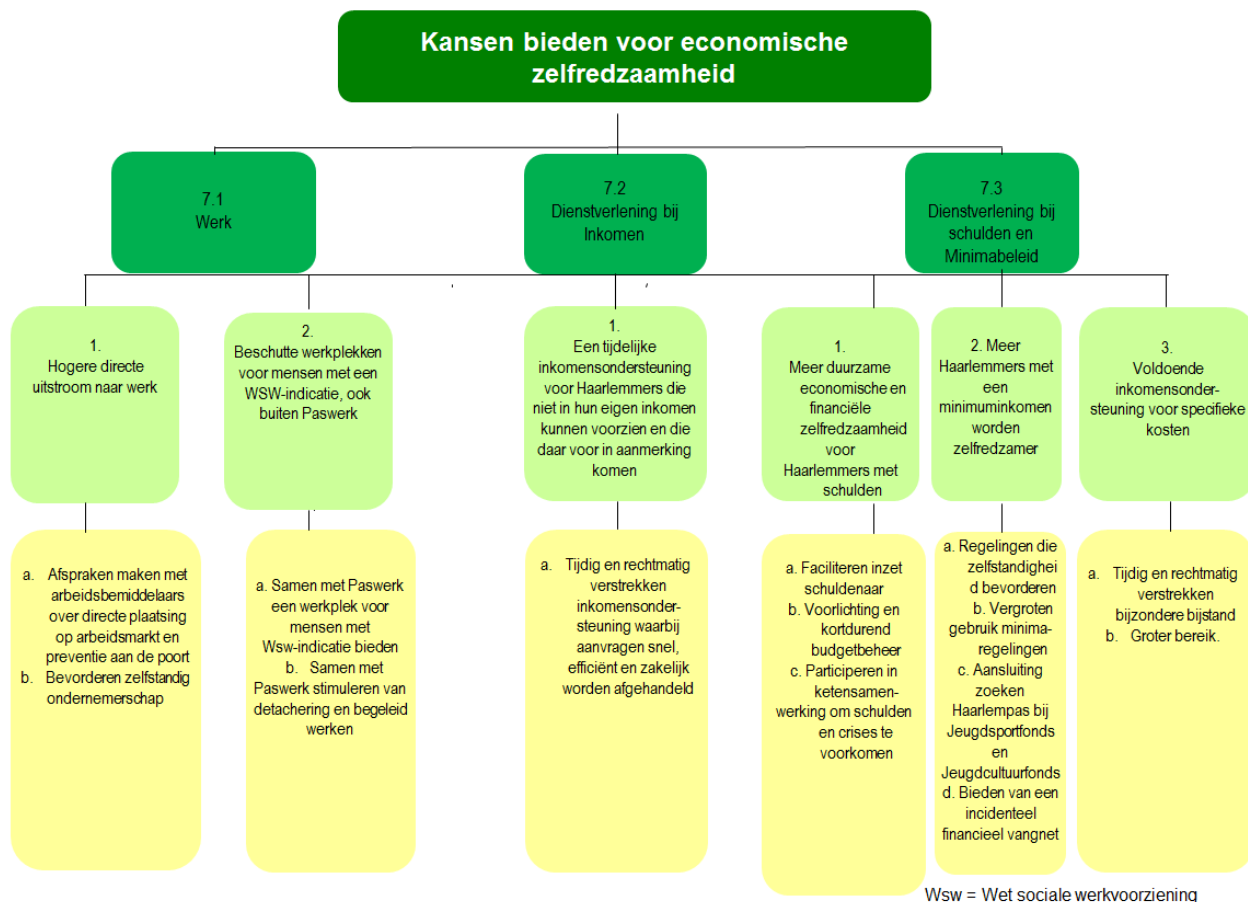 Kansen bieden voor economische
zelfredzaamheid
7.1
Werk
7.2
Dienstverlening bij
Inkomen
7.3
Dienstverlening bij
schulden en
Minimabeleid
1.
Hogere directe
uitstroom naar werk
2.
Beschutte werkplekken
voor mensen met een
WSW-indicatie, ook
buiten Paswerk
1.
Een tijdelijke
inkomensondersteuning
voor Haarlemmers die
niet in hun eigen inkomen
kunnen voorzien en die
daar voor in aanmerking
komen
1.
Meer duurzame
economische en
financiële
zelfredzaamheid
voor
Haarlemmers met
schulden
2. Meer
Haarlemmers met
een
minimuminkomen
worden
zelfredzamer
3.
Voldoende
inkomensonder-
steuning voor specifieke
kosten
a. Afspraken maken met
arbeidsbemiddelaars
over directe plaatsing
op arbeidsmarkt en
preventie aan de poort
b. Bevorderen zelfstandig
ondernemerschap
a. Samen met Paswerk
een werkplek voor
mensen met
Wsw-indicatie bieden
b. Samen met
Paswerk stimuleren van
detachering en begeleid
werken
a. Tijdig en rechtmatig
verstrekken
inkomensonder-
steuning waarbij
aanvragen snel,
efficiënt en zakelijk
worden afgehandeld
a. Faciliteren inzet
schuldenaar
b. Voorlichting en
kortdurend
budgetbeheer
c. Participeren in
ketensamen-
werking om schulden
en crises te
voorkomen
a. Regelingen die
zelfstandighei
d bevorderen
b. Vergroten
gebruik minima-
regelingen
c. Aansluiting
zoeken
Haarlempas bij
Jeugdsportfonds
en
Jeugdcultuurfonds
d. Bieden van een
incidenteel
financieel vangnet
a. Tijdig en rechtmatig
verstrekken
bijzondere bijstand
b. Groter bereik.
Wsw = Wet sociale werkvoorziening